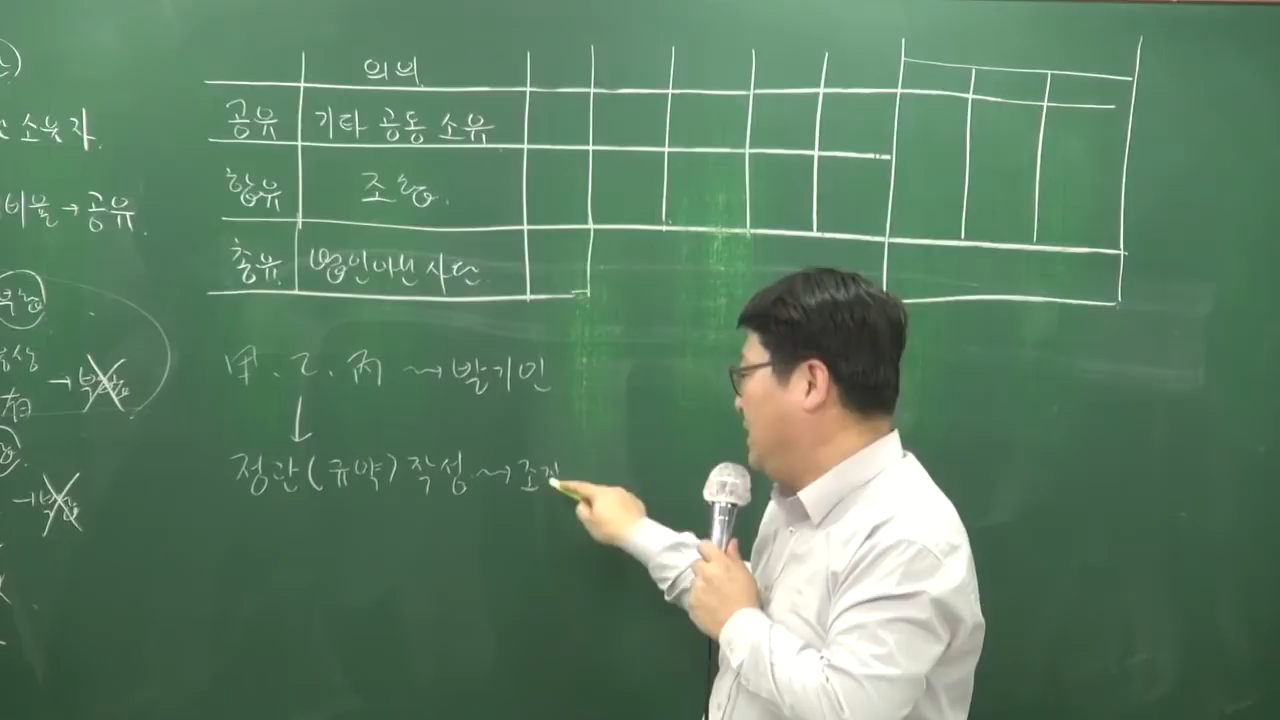 의의
공유 기타 공동 소유
합유 조합.
총유 법인아닌 사단.
소유자.
비율→공유.
甲. 乙. 丙 ⇝ 발기인
↓
정관(규약) 작성 ⇝ 조직